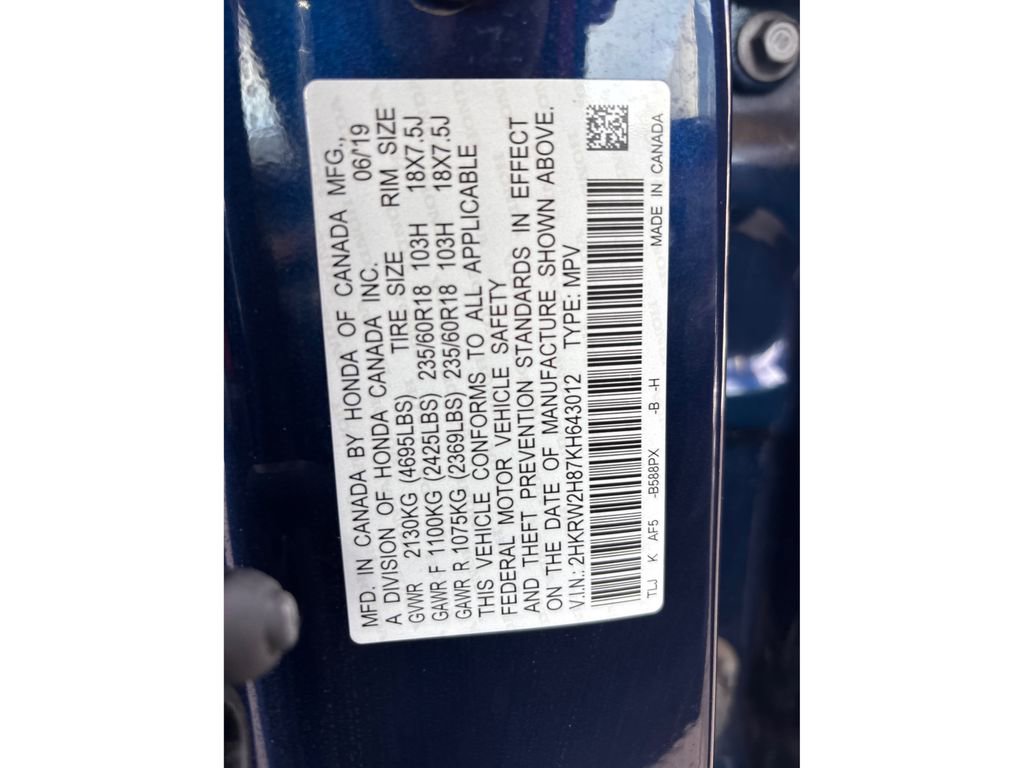 MFD. IN CANADA BY HONDA OF CANADA MFG.,
A DIVISION OF HONDA CANADA INC. 06/19
GVWR 2130KG (4695LBS) TIRE SIZE RIM SIZE
GAWR F 1100KG (2425LBS) 235/60R18 103H 18X7.5J
GAWR R 1075KG (2369LBS) 235/60R18 103H 18X7.5J
THIS VEHICLE CONFORMS TO ALL APPLICABLE
FEDERAL MOTOR VEHICLE SAFETY
AND THEFT PREVENTION STANDARDS IN EFFECT
ON THE DATE OF MANUFACTURE SHOWN ABOVE.
V.I.N.: 2HKRW2H87KH643012 TYPE: MPV
TLJ K AF5 -B588PX -B -H MADE IN CANADA